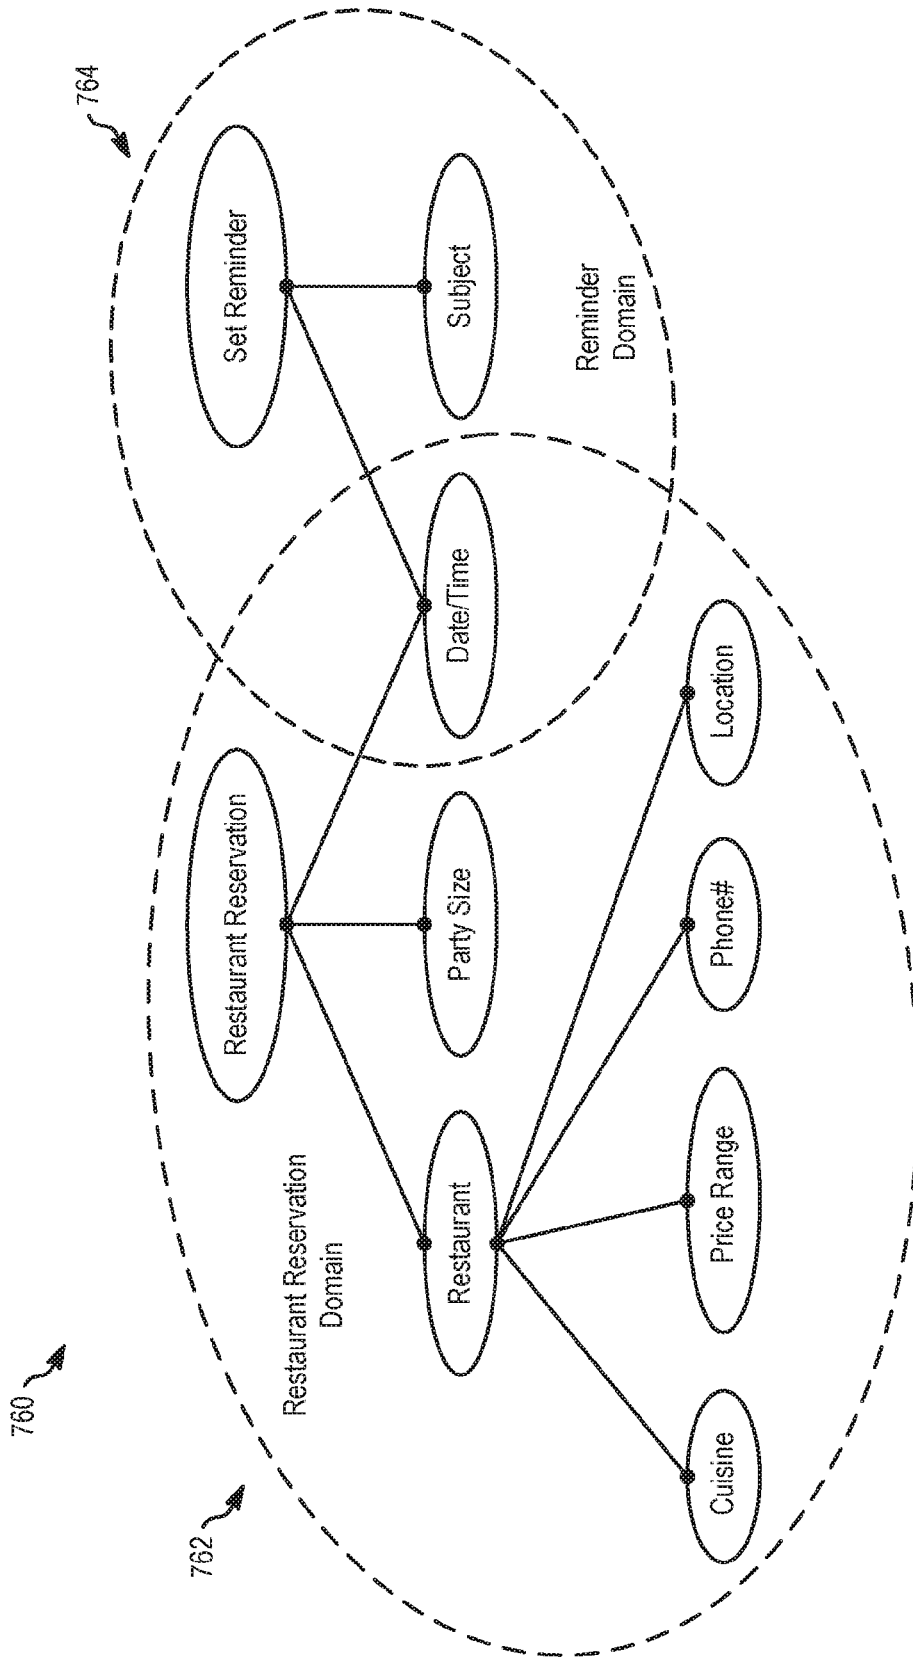 760
762
764
Restaurant Reservation
Set Reminder
Restaurant Reservation
Domain
Restaurant
Party Size
Date/Time
Subject
Reminder
Domain
Cuisine
Price Range
Phone#
Location